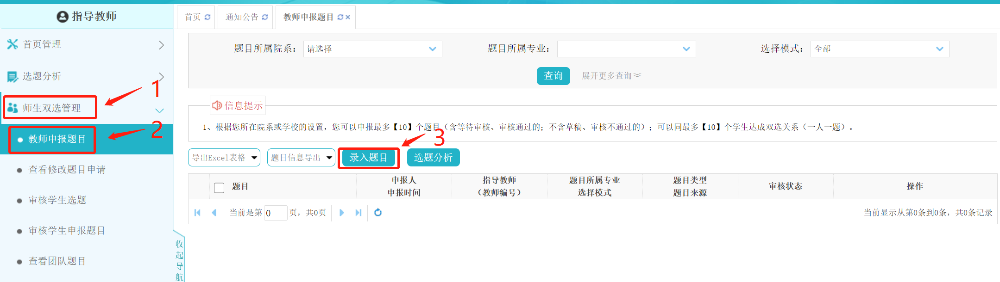 指导教师
首页管理
选题分析
1
师生双选管理
2
教师申报题目
查看修改题目申请
审核学生选题
审核学生申报题目
查看团队题目
收起导航
首页 通知公告 教师申报题目
题目所属院系： 请选择 题目所属专业： 选择模式： 全部
查询 展开更多查询
信息提示
1、根据您所在院系或学校的设置，您可以申报最多【10】个题目（含等待审核、审核通过的；不含草稿、审核不通过的）；可以同最多【10】个学生达成双选关系（一人一题）。
3
导出Excel表格 题目信息导出 录入题目 选题分析
题目 申报人 指导教师 题目所属专业 题目类型 审核状态 操作
申报时间 （教师编号） 选择模式 题目来源
当前是第 0 页，共0页 当前显示从第0条到0条，共0条记录